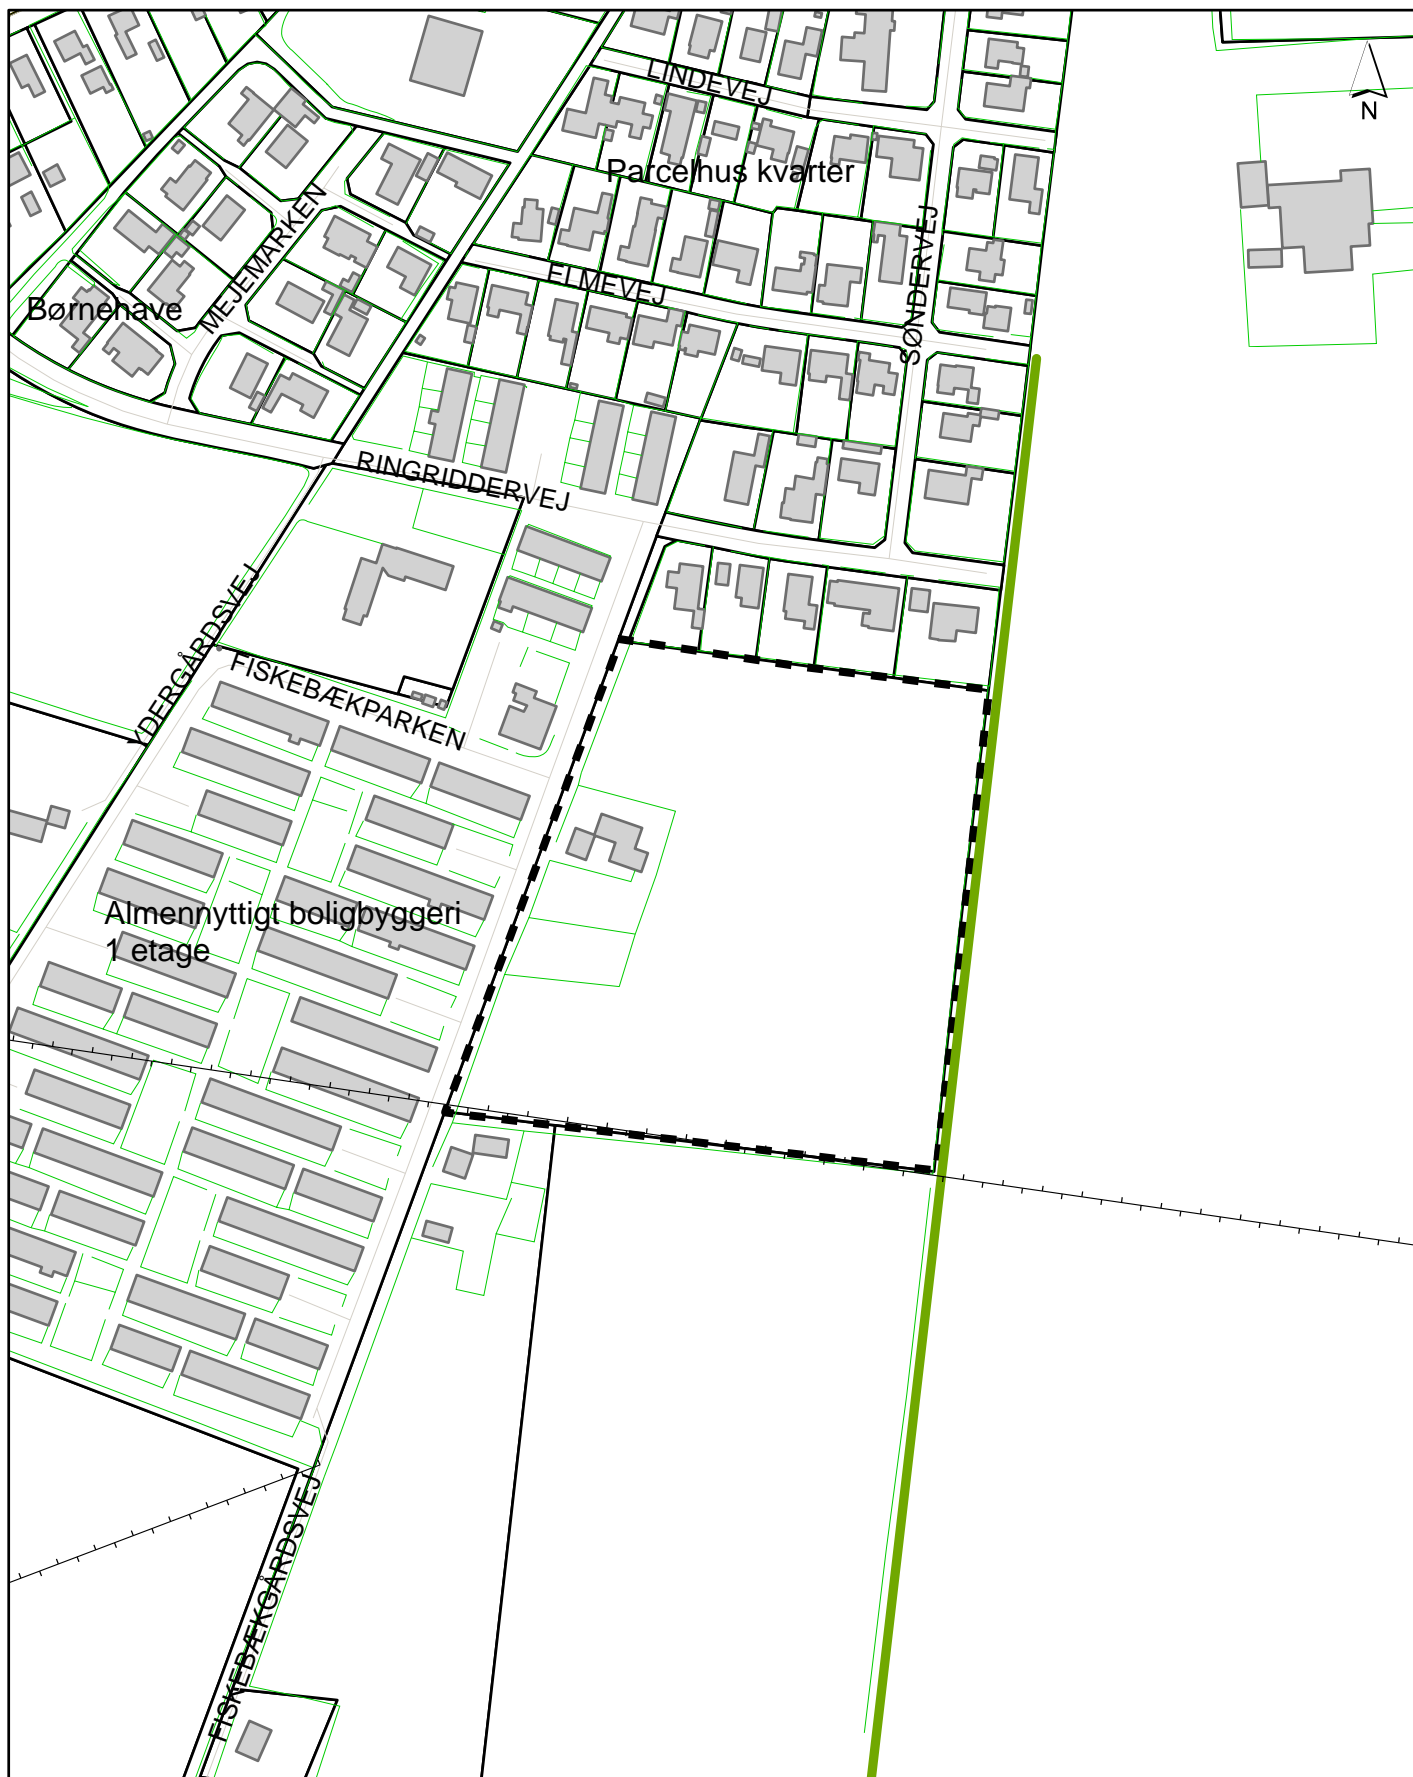 LINDEVEJ
N
Parcelhus kvarter
MEJEMARKEN
SØNDERVEJ
ELMEVEJ
Børnehave
RINGRIDDERVEJ
YDERGÅRDSVEJ
FISKEBÆKPARKEN
Almennyttigt boligbyggeri
1 etage
FISKEBÆKGÅRDSVEJ